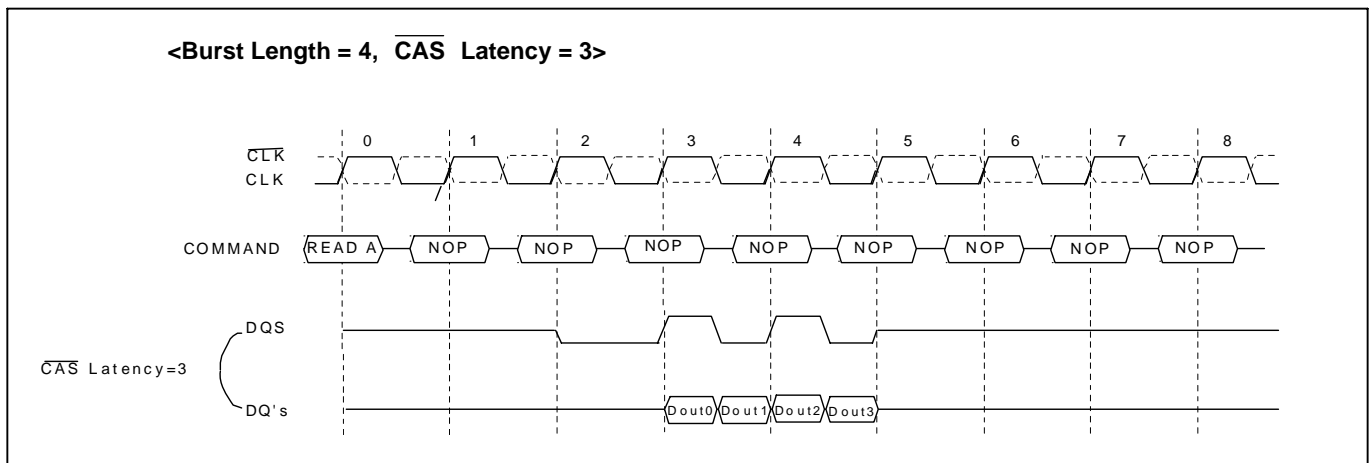 <Burst Length = 4, CAS Latency = 3>
0 1 2 3 4 5 6 7 8
CLK
CLK
COMMAND READ A NOP NOP NOP NOP NOP NOP NOP NOP
DQS
CAS Latency=3
DQ's Dout0 Dout1 Dout2 Dout3